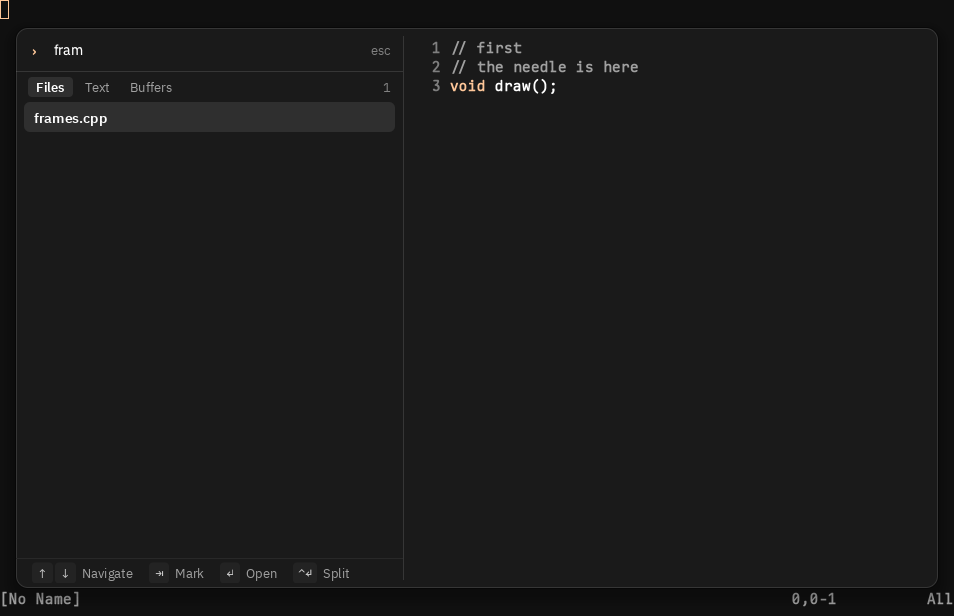 › fram esc
Files Text Buffers 1
frames.cpp
1 // first
2 // the needle is here
3 void draw();
↑ ↓ Navigate ⇥ Mark ↵ Open ^↵ Split
[No Name] 0,0-1 All